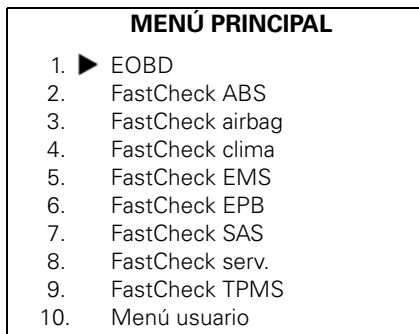 MENÚ PRINCIPAL
1. EOBD
2. FastCheck ABS
3. FastCheck airbag
4. FastCheck clima
5. FastCheck EMS
6. FastCheck EPB
7. FastCheck SAS
8. FastCheck serv.
9. FastCheck TPMS
10. Menú usuario